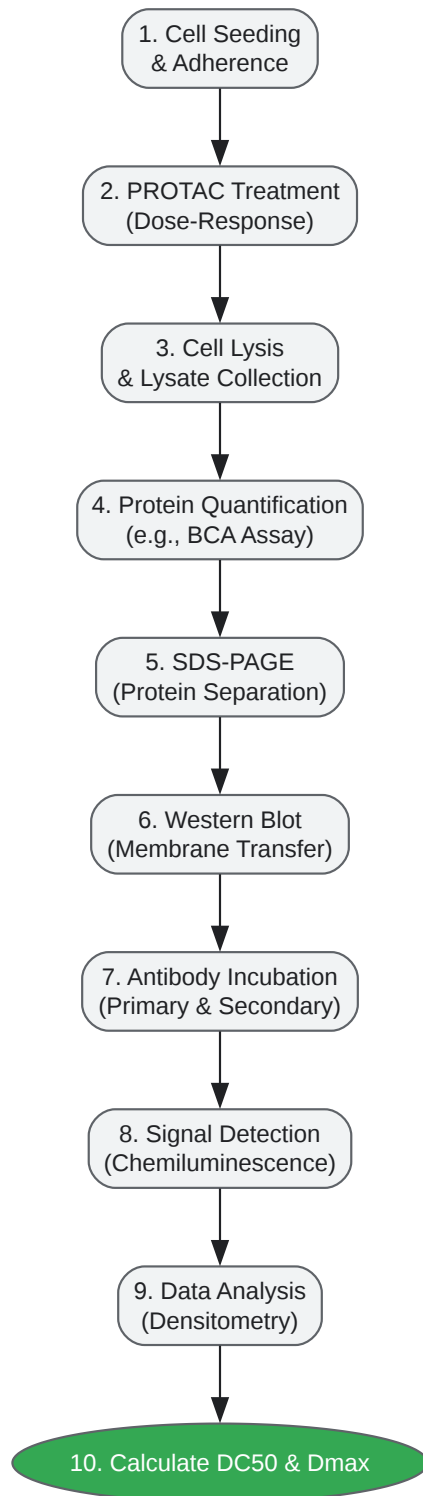 1. Cell Seeding
& Adherence
2. PROTAC Treatment
(Dose-Response)
3. Cell Lysis
& Lysate Collection
4. Protein Quantification
(e.g., BCA Assay)
5. SDS-PAGE
(Protein Separation)
6. Western Blot
(Membrane Transfer)
7. Antibody Incubation
(Primary & Secondary)
8. Signal Detection
(Chemiluminescence)
9. Data Analysis
(Densitometry)
10. Calculate DC50 & Dmax